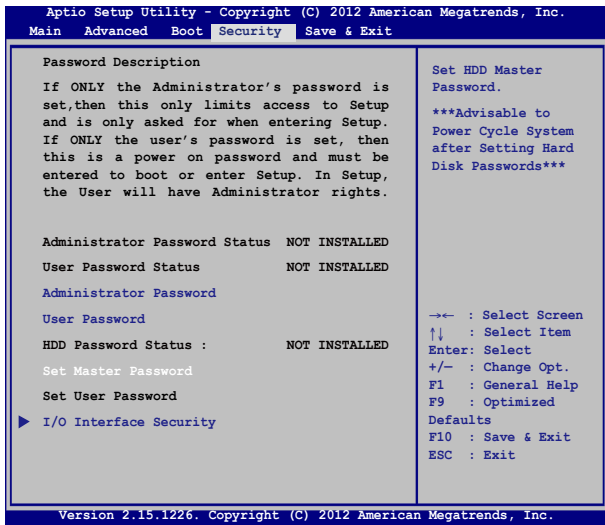 Aptio Setup Utility - Copyright (C) 2012 American Megatrends, Inc.
Main Advanced Boot Security Save & Exit
Password Description
If ONLY the Administrator's password is
set,then this only limits access to Setup
and is only asked for when entering Setup.
If ONLY the user's password is set, then
this is a power on password and must be
entered to boot or enter Setup. In Setup,
the User will have Administrator rights.
Administrator Password Status NOT INSTALLED
User Password Status NOT INSTALLED
Administrator Password
User Password
HDD Password Status : NOT INSTALLED
Set Master Password
Set User Password
I/O Interface Security
Set HDD Master
Password.
***Advisable to
Power Cycle System
after Setting Hard
Disk Passwords***
→← : Select Screen
↑↓ : Select Item
Enter: Select
+/— : Change Opt.
F1 : General Help
F9 : Optimized
Defaults
F10 : Save & Exit
ESC : Exit
Version 2.15.1226. Copyright (C) 2012 American Megatrends, Inc.